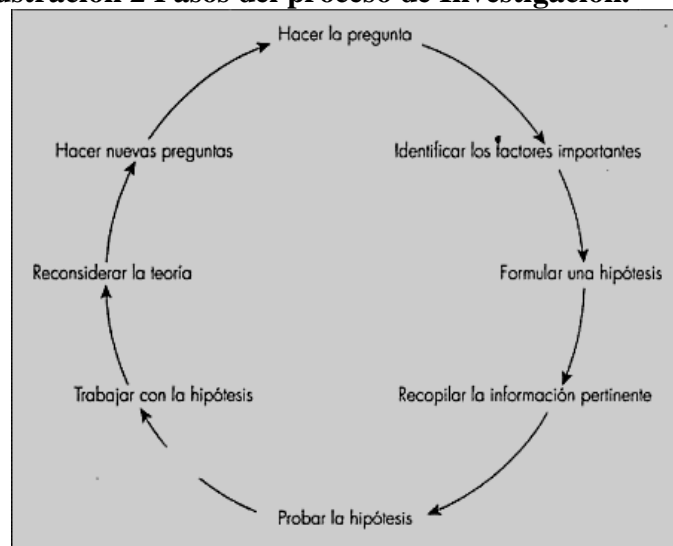 ustración 2 Pasos del proceso de Investigación.
Hacer la pregunta
Identificar los factores importantes
Formular una hipótesis
Recopilar la información pertinente
Probar la hipótesis
Trabajar con la hipótesis
Reconsiderar la teoría
Hacer nuevas preguntas